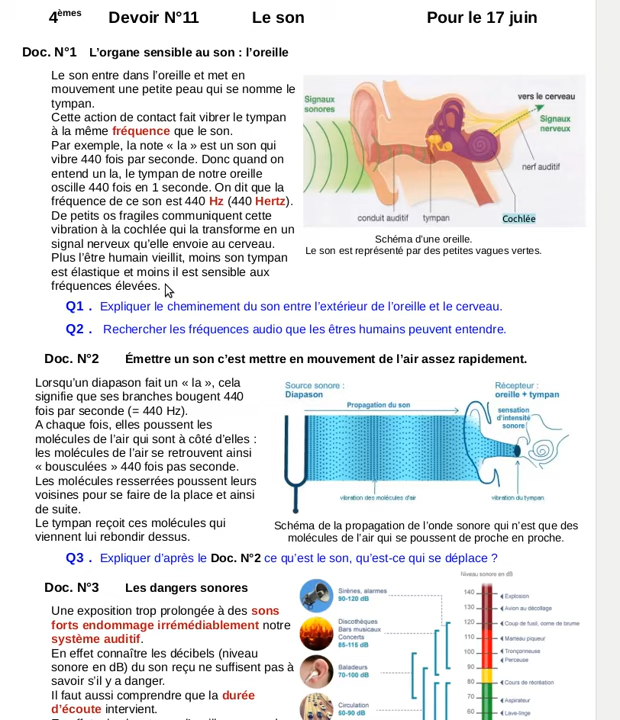 4èmes Devoir N°11 Le son Pour le 17 juin
Doc. N°1 L'organe sensible au son : l'oreille
Le son entre dans l'oreille et met en
mouvement une petite peau qui se nomme le
tympan.
Cette action de contact fait vibrer le tympan
à la même fréquence que le son.
Par exemple, la note « la » est un son qui
vibre 440 fois par seconde. Donc quand on
entend un la, le tympan de notre oreille
oscille 440 fois en 1 seconde. On dit que la
fréquence de ce son est 440 Hz (440 Hertz).
De petits os fragiles communiquent cette
vibration à la cochlée qui la transforme en un
signal nerveux qu'elle envoie au cerveau.
Plus l'être humain vieillit, moins son tympan
est élastique et moins il est sensible aux
fréquences élevées.
Signaux
sonores
vers le cerveau
Signaux
nerveux
nerf auditif
conduit auditif
tympan
Cochlée
Schéma d'une oreille.
Le son est représenté par des petites vagues vertes.
Q1 . Expliquer le cheminement du son entre l'extérieur de l'oreille et le cerveau.
Q2 . Rechercher les fréquences audio que les êtres humains peuvent entendre.
Doc. N°2 Émettre un son c'est mettre en mouvement de l'air assez rapidement.
Lorsqu'un diapason fait un « la », cela
signifie que ses branches bougent 440
fois par seconde (= 440 Hz).
A chaque fois, elles poussent les
molécules de l'air qui sont à côté d'elles :
les molécules de l'air se retrouvent ainsi
« bousculées » 440 fois pas seconde.
Les molécules resserrées poussent leurs
voisines pour se faire de la place et ainsi
de suite.
Le tympan reçoit ces molécules qui
viennent lui rebondir dessus.
Source sonore :
Diapason
Propagation du son
Récepteur :
oreille + tympan
sensation
d'intensité
sonore
vibration des molécules d'air
vibration du tympan
Schéma de la propagation de l'onde sonore qui n'est que des
molécules de l'air qui se poussent de proche en proche.
Q3 . Expliquer d'après le Doc. N°2 ce qu'est le son, qu'est-ce qui se déplace ?
Doc. N°3 Les dangers sonores
Une exposition trop prolongée à des sons
forts endommage irrémédiablement notre
système auditif.
En effet connaître les décibels (niveau
sonore en dB) du son reçu ne suffisent pas à
savoir s'il y a danger.
Il faut aussi comprendre que la durée
d'écoute intervient.
Sirènes, alarmes
90-120 dB
Discothèques
Bars musicaux
Concerts
85-115 dB
Baladeurs
70-100 dB
Circulation
60-90 dB
Niveau sonore en dB
140
Explosion
130
Avion au décollage
120
Coup de fusil, corne de brume
110
Marteau piqueur
100
Tronçonneuse
Perceuse
90
80
Cours de récréation
70
Aspirateur
60
Lave-linge